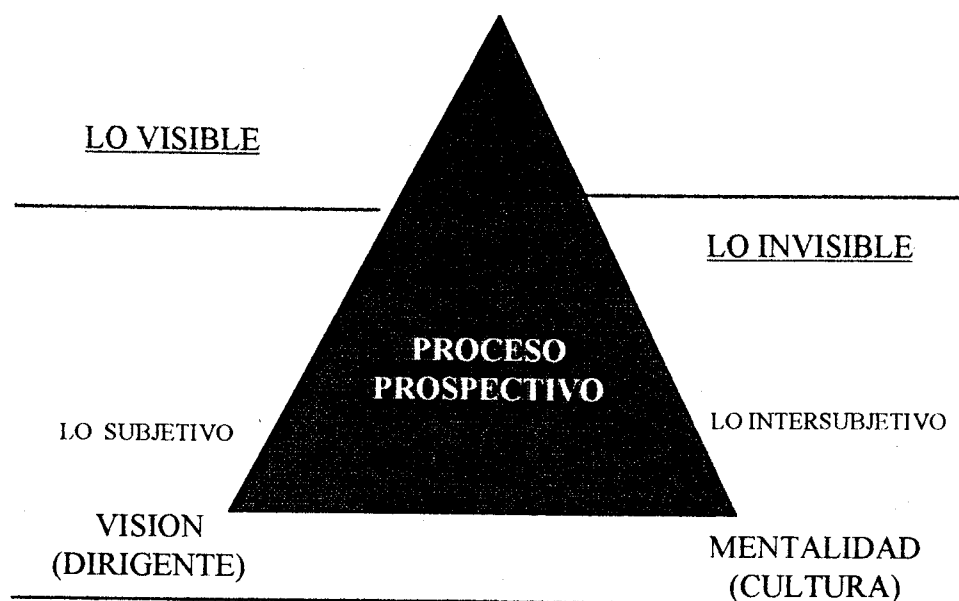 LO VISIBLE
LO INVISIBLE
PROCESO
PROSPECTIVO
LO SUBJETIVO
LO INTERSUBJETIVO
VISION
(DIRIGENTE)
MENTALIDAD
(CULTURA)